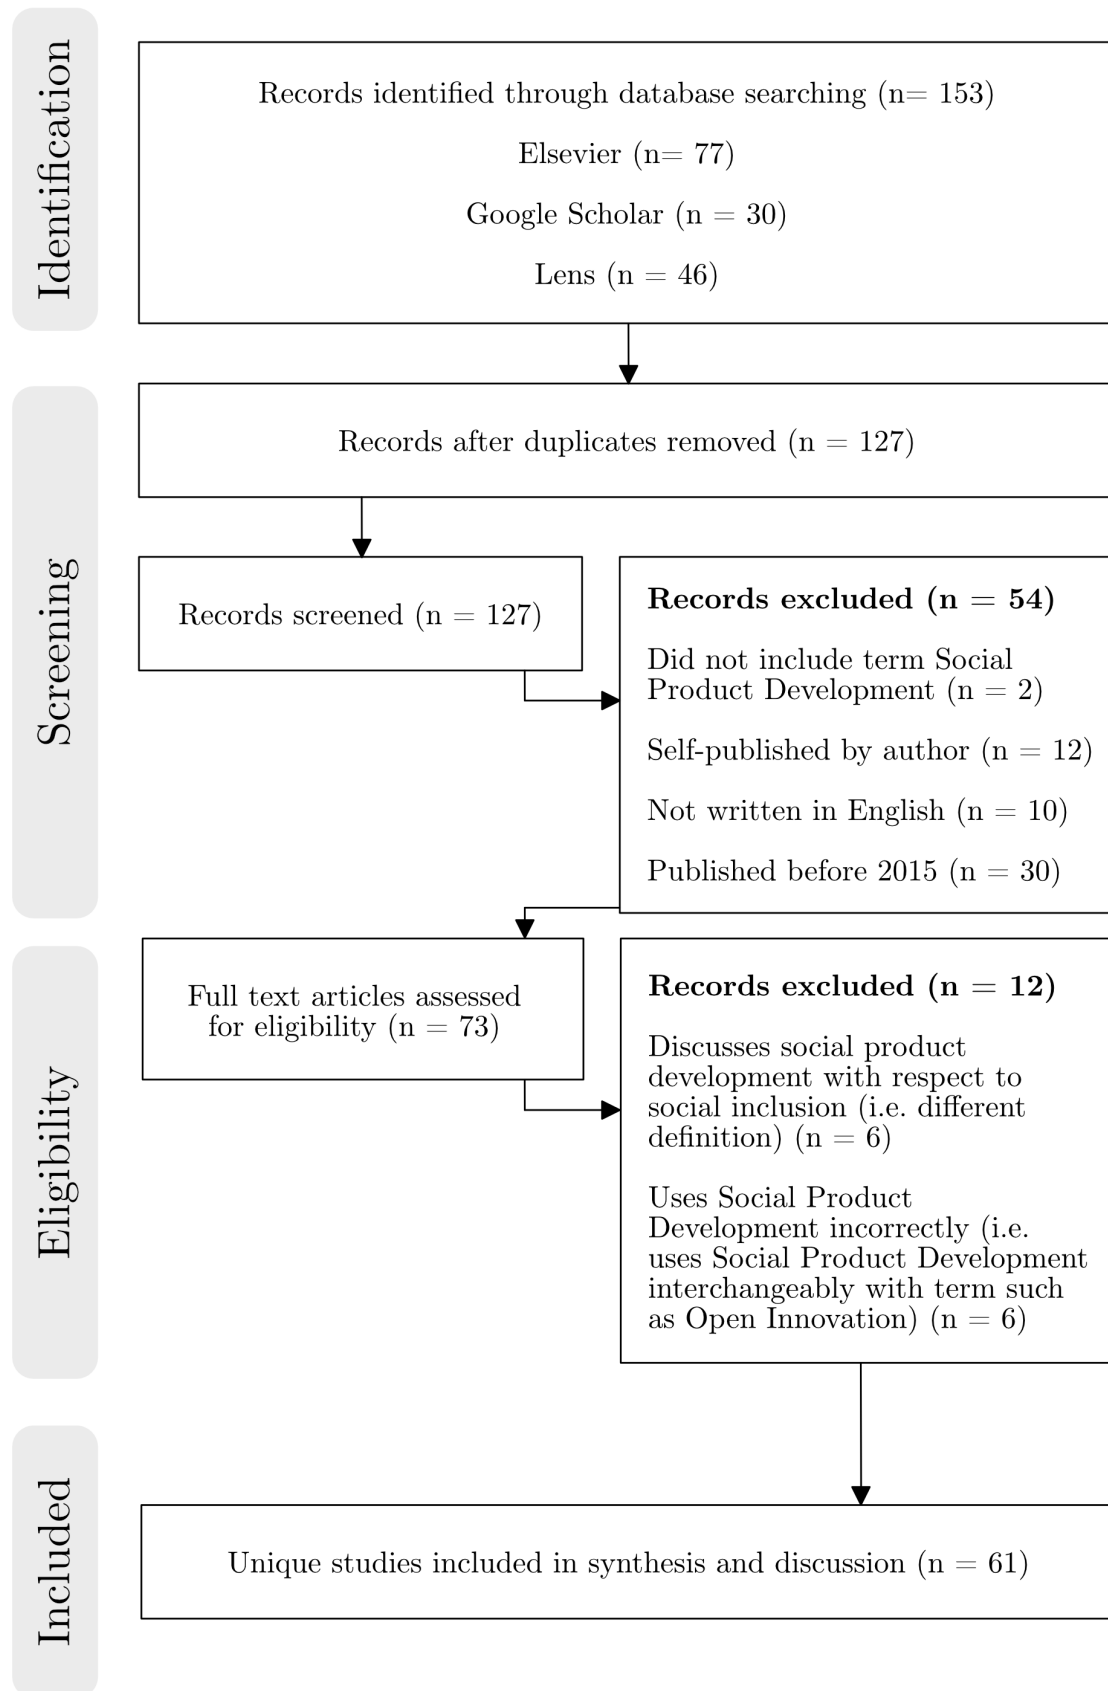 Identification
Records identified through database searching (n= 153)
Elsevier (n= 77)
Google Scholar (n = 30)
Lens (n = 46)
Screening
Records after duplicates removed (n = 127)
Records screened (n = 127)
Records excluded (n = 54)
Did not include term Social
Product Development (n = 2)
Self-published by author (n = 12)
Not written in English (n = 10)
Published before 2015 (n = 30)
Eligibility
Full text articles assessed
for eligibility (n = 73)
Records excluded (n = 12)
Discusses social product
development with respect to
social inclusion (i.e. different
definition) (n = 6)
Uses Social Product
Development incorrectly (i.e.
uses Social Product Development
interchangeably with term such
as Open Innovation) (n = 6)
Included
Unique studies included in synthesis and discussion (n = 61)